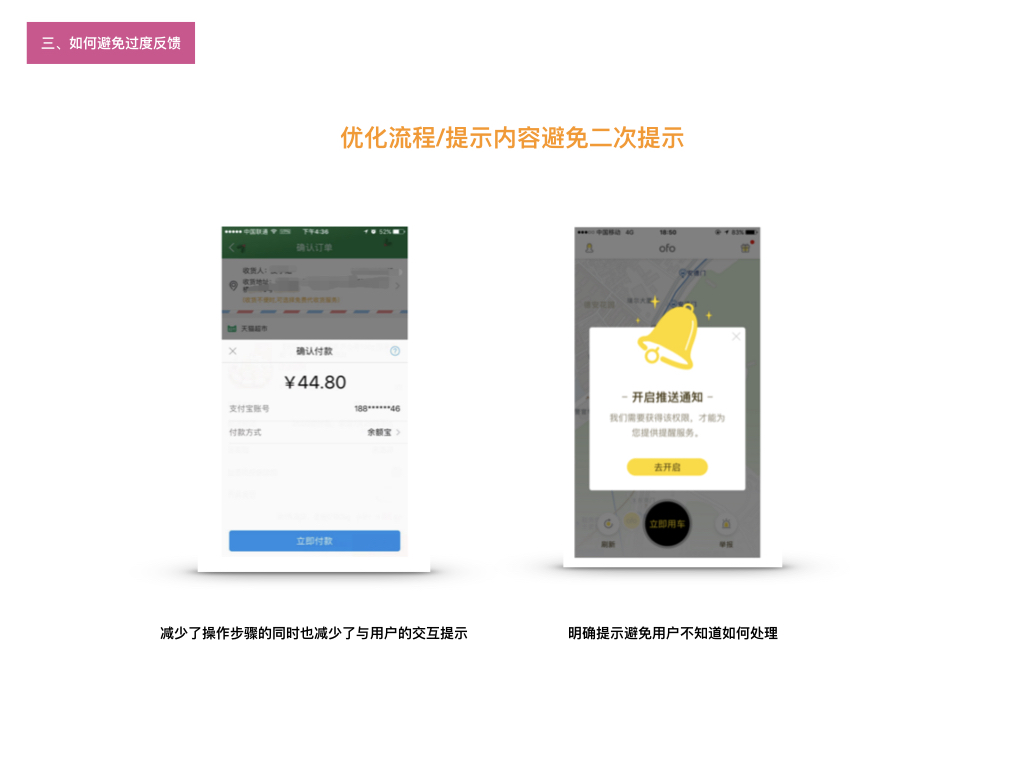 三、如何避免过度反馈
优化流程/提示内容避免二次提示
中国联通
下午4:36
52%
确认订单
收货人:
收货地址:
天猫超市
确认付款
¥44.80
支付宝账号
188******46
付款方式
余额宝
立即付款
中国移动 4G
18:50
83%
ofo
- 开启推送通知 -
我们需要获得该权限，才能为
您提供提醒服务。
去开启
立即用车
刷新
举报
减少了操作步骤的同时也减少了与用户的交互提示
明确提示避免用户不知道如何处理